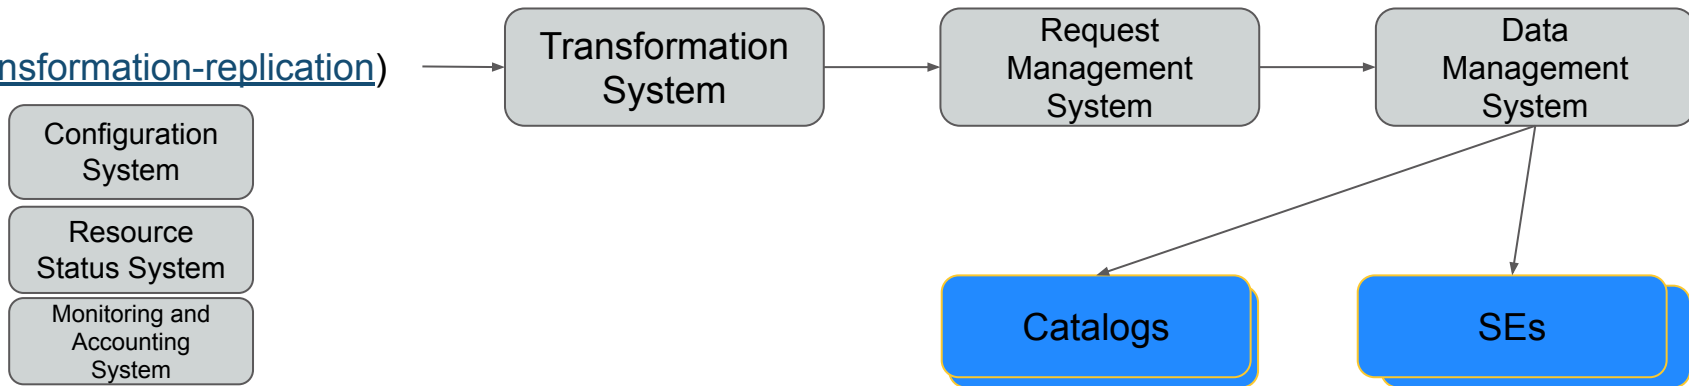 nsformation-replication)
Transformation
System
Request
Management
System
Data
Management
System
Configuration
System
Resource
Status System
Monitoring and
Accounting
System
Catalogs
SEs